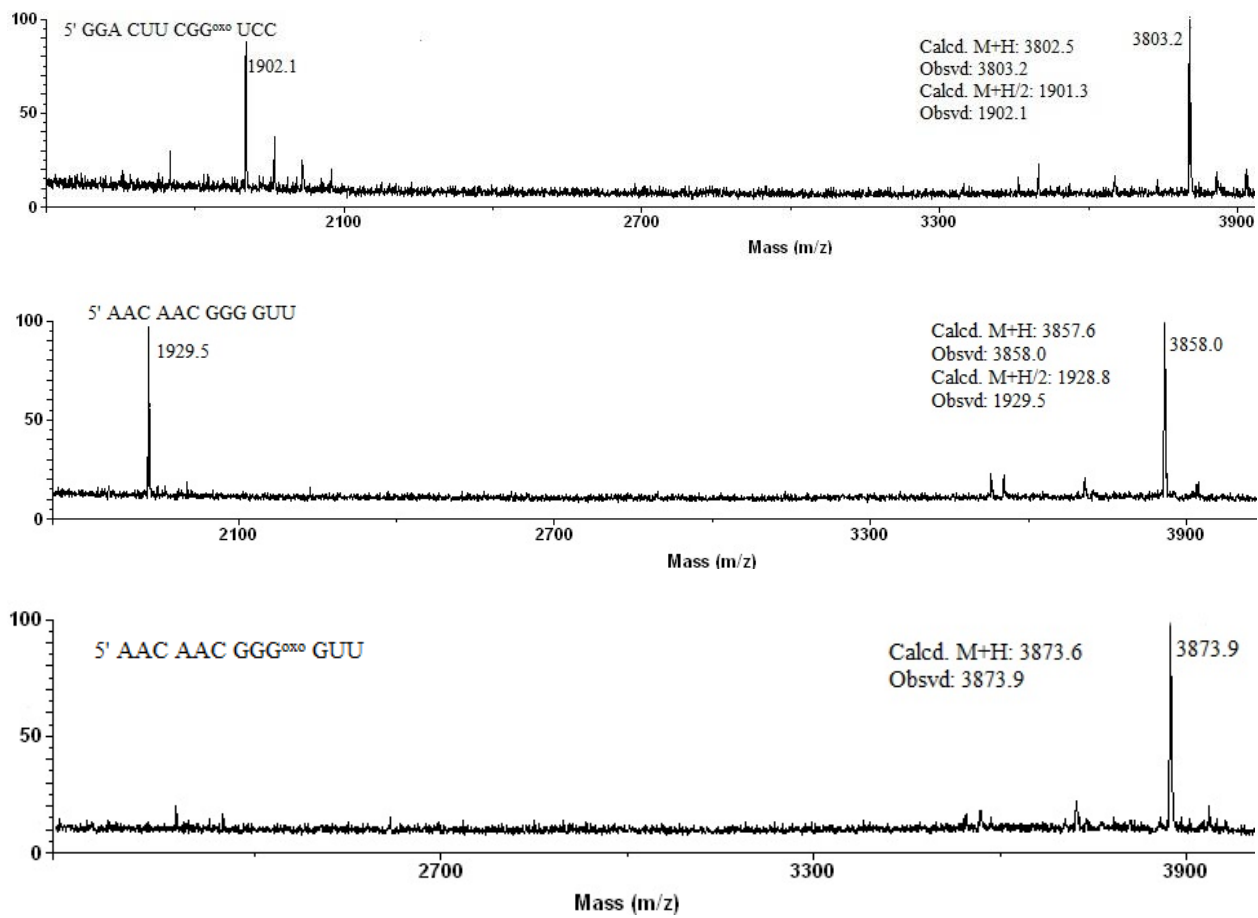 100
5' GGA CUU CGGᵒˣᵒ UCC
1902.1
Calcd. M+H: 3802.5
Obsvd: 3803.2
Calcd. M+H/2: 1901.3
Obsvd: 1902.1
3803.2
50
0
2100
2700
3300
3900
Mass (m/z)
100
5' AAC AAC GGG GUU
1929.5
Calcd. M+H: 3857.6
Obsvd: 3858.0
Calcd. M+H/2: 1928.8
Obsvd: 1929.5
3858.0
50
0
2100
2700
3300
3900
Mass (m/z)
100
5' AAC AAC GGGᵒˣᵒ GUU
Calcd. M+H: 3873.6
Obsvd: 3873.9
3873.9
50
0
2700
3300
3900
Mass (m/z)